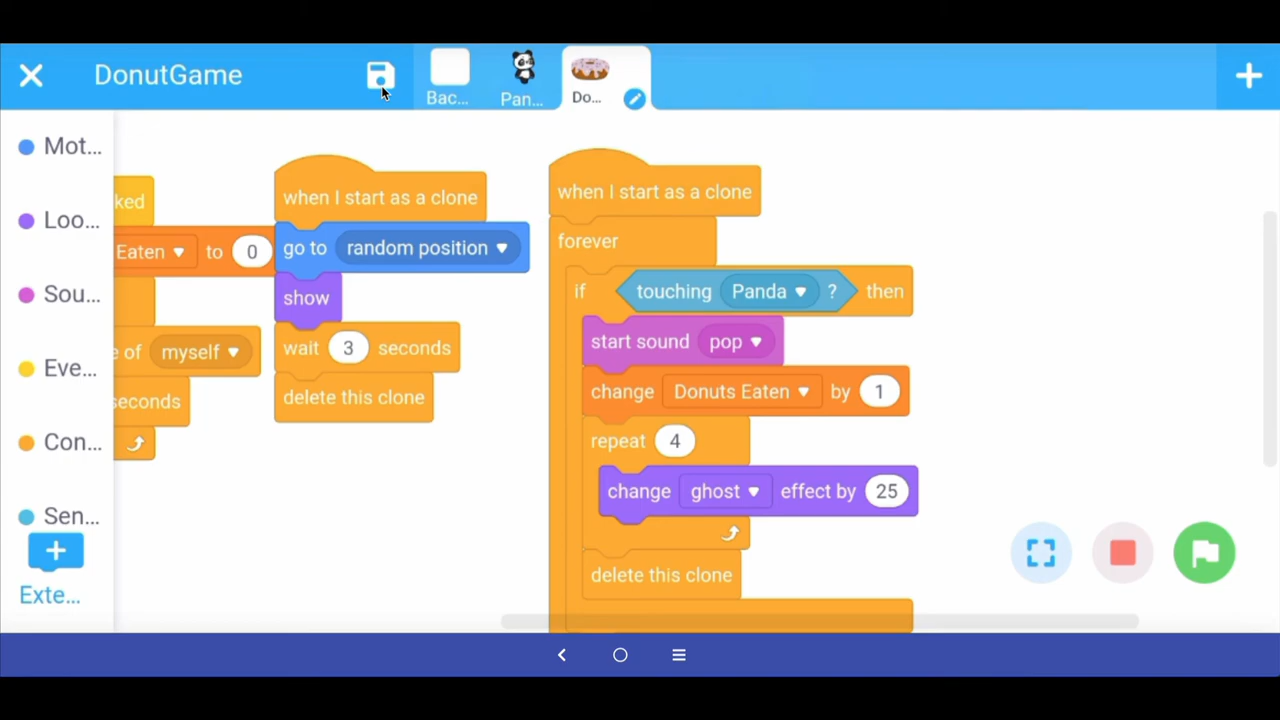 DonutGame
Bac...
Pan...
Do...
Mot...
Loo...
Sou...
Eve...
Con...
Sen...
Exte...
ked
Eaten to 0
e of myself
seconds
when I start as a clone
go to random position
show
wait 3 seconds
delete this clone
when I start as a clone
forever
if touching Panda ? then
start sound pop
change Donuts Eaten by 1
repeat 4
change ghost effect by 25
delete this clone